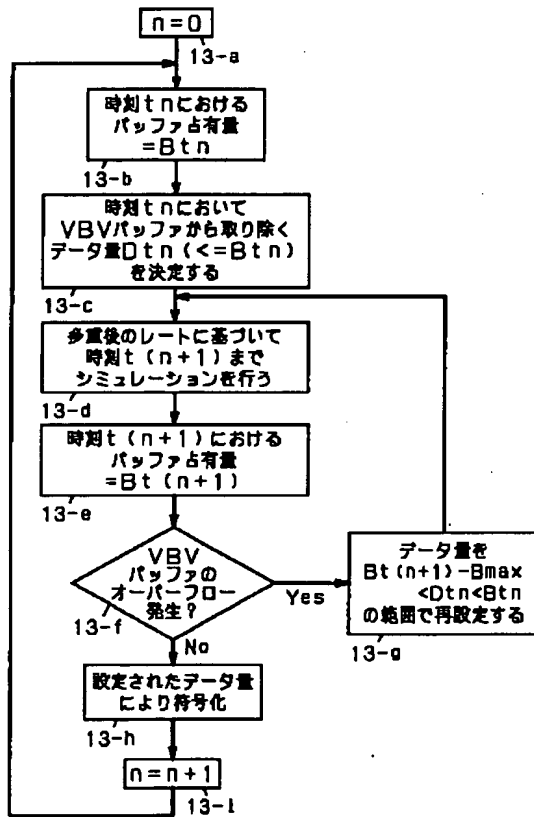 n=0
13-a
時刻tnにおける
バッファ占有量
=Btn
13-b
時刻tnにおいて
VBVバッファから取り除く
データ量Dtn(<=Btn)
を決定する
13-c
多重後のレートに基づいて
時刻t(n+1)まで
シミュレーションを行う
13-d
時刻t(n+1)における
バッファ占有量
=Bt(n+1)
13-e
VBV
バッファの
オーバーフロー
発生?
13-f
Yes
データ量を
Bt(n+1)-Bmax
<Dtn<Btn
の範囲で再設定する
13-g
No
設定されたデータ量
により符号化
13-h
n=n+1
13-i